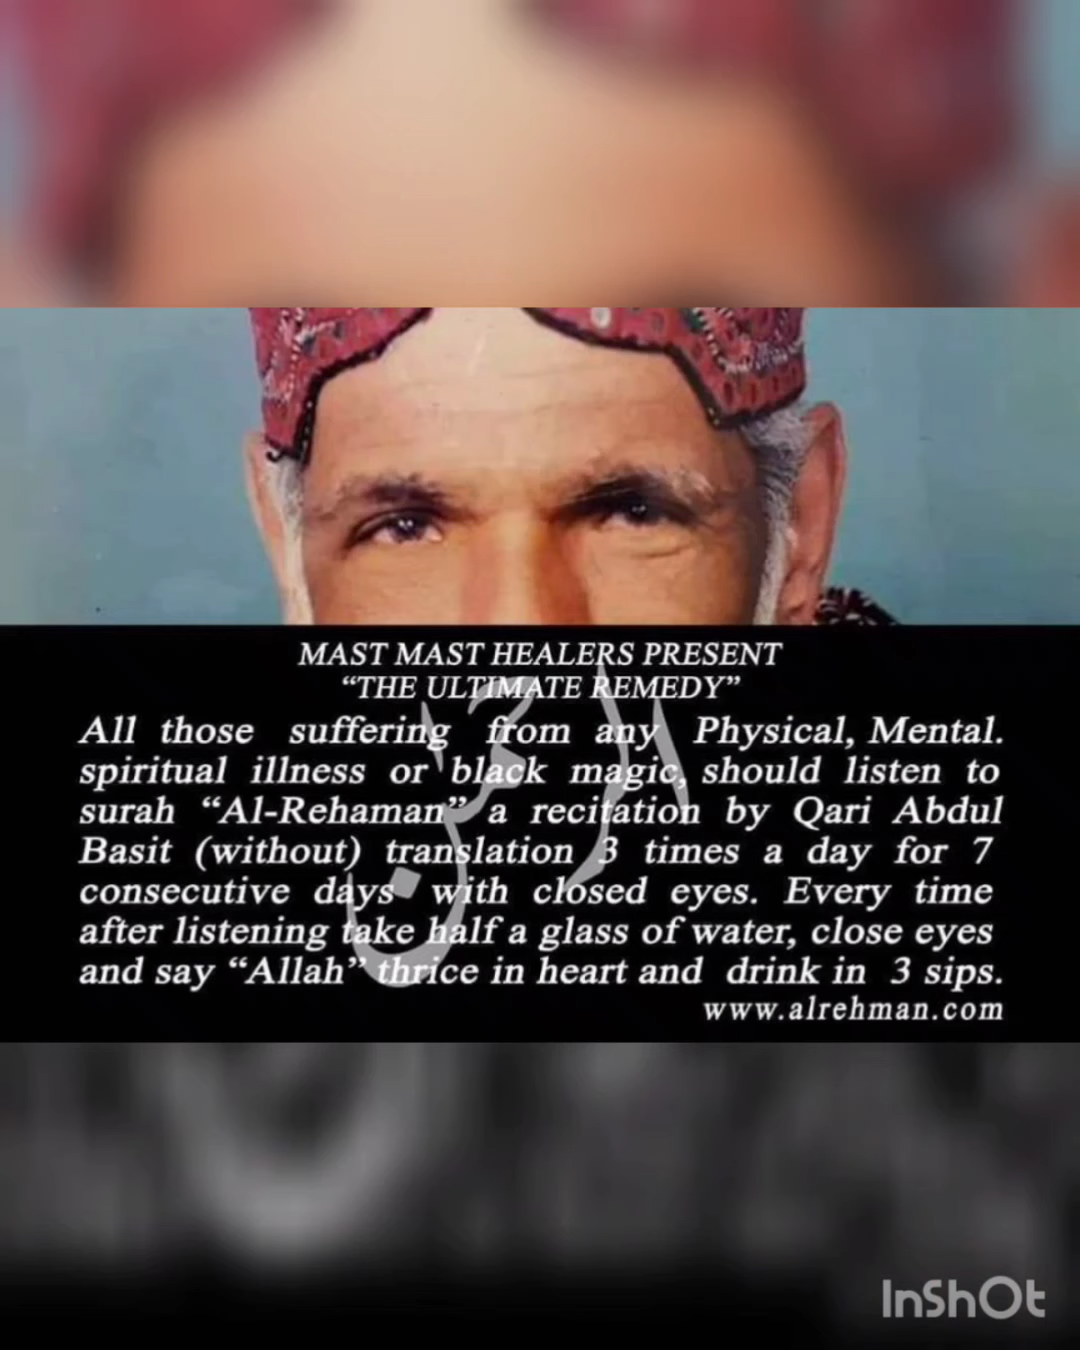 MAST MAST HEALERS PRESENT
“THE ULTIMATE REMEDY”
All those suffering from any Physical, Mental.
spiritual illness or black magic, should listen to
surah “Al-Rehaman” a recitation by Qari Abdul
Basit (without) translation 3 times a day for 7
consecutive days with closed eyes. Every time
after listening take half a glass of water, close eyes
and say “Allah” thrice in heart and drink in 3 sips.
www.alrehman.com
الرحمٰن
InShOt